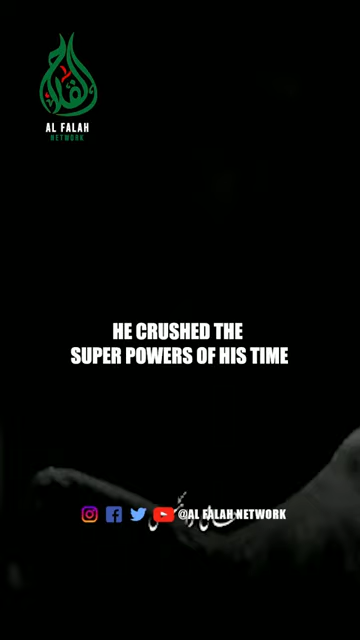 AL FALAH
NETWORK
HE CRUSHED THE
SUPER POWERS OF HIS TIME
@AL FALAH NETWORK